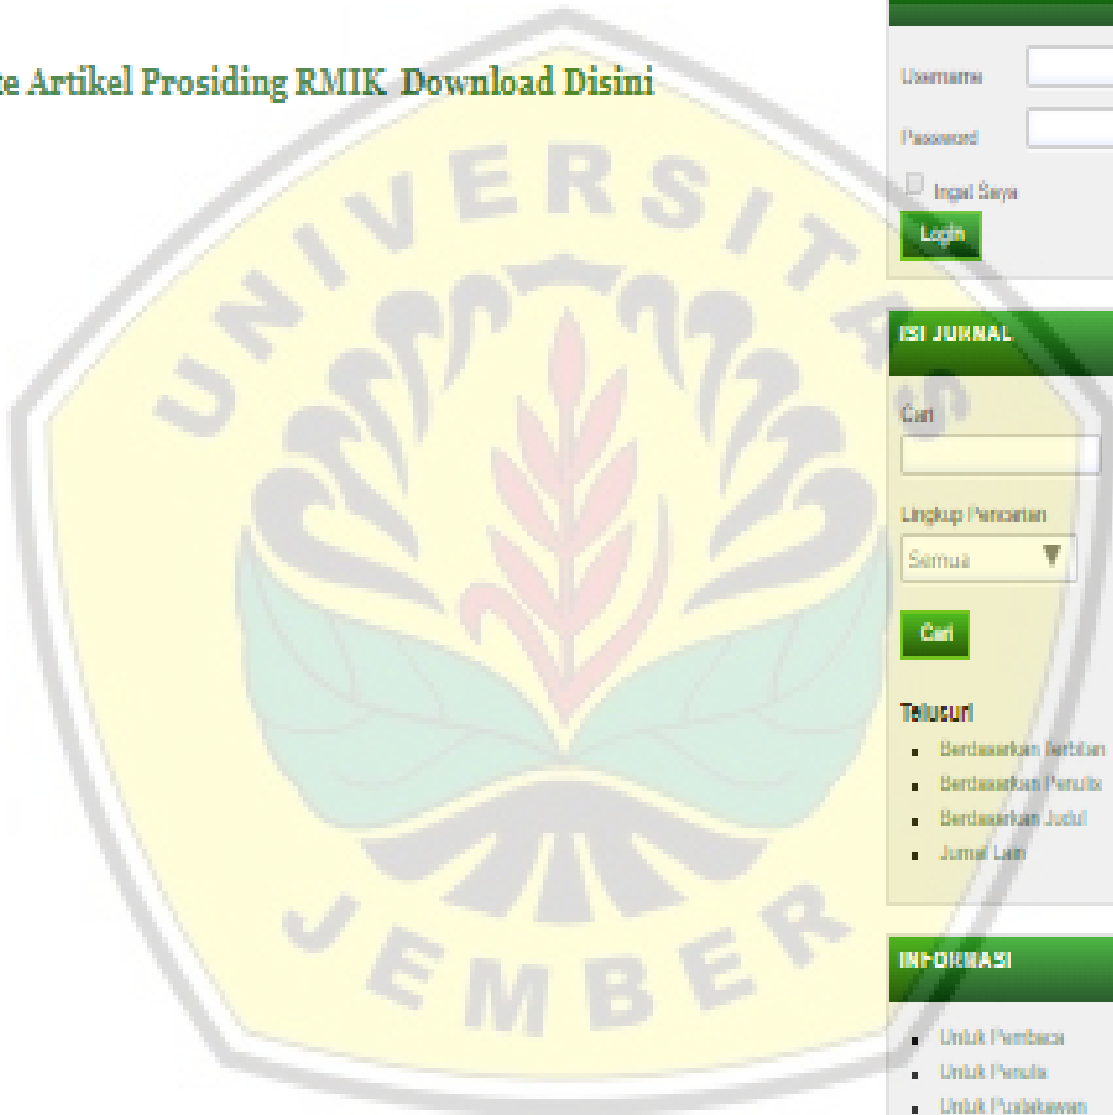 te Artikel Prosiding RMIK Download Disini
UNIVERSITAS
JEMBER
Username
Password
Ingat Saya
Login
ISI JURNAL
Cari
Lingkup Pencarian
Semua
Cari
Telusuri
Berdasarkan Terbitan
Berdasarkan Penulis
Berdasarkan Judul
Jurnal Lain
INFORMASI
Untuk Pembaca
Untuk Penulis
Untuk Pustakawan